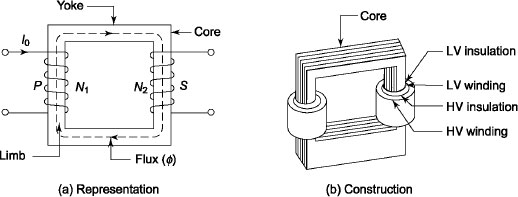 Yoke
Core
I0
P
N1
N2
S
Limb
Flux (ϕ)
(a) Representation
Core
LV insulation
LV winding
HV insulation
HV winding
(b) Construction